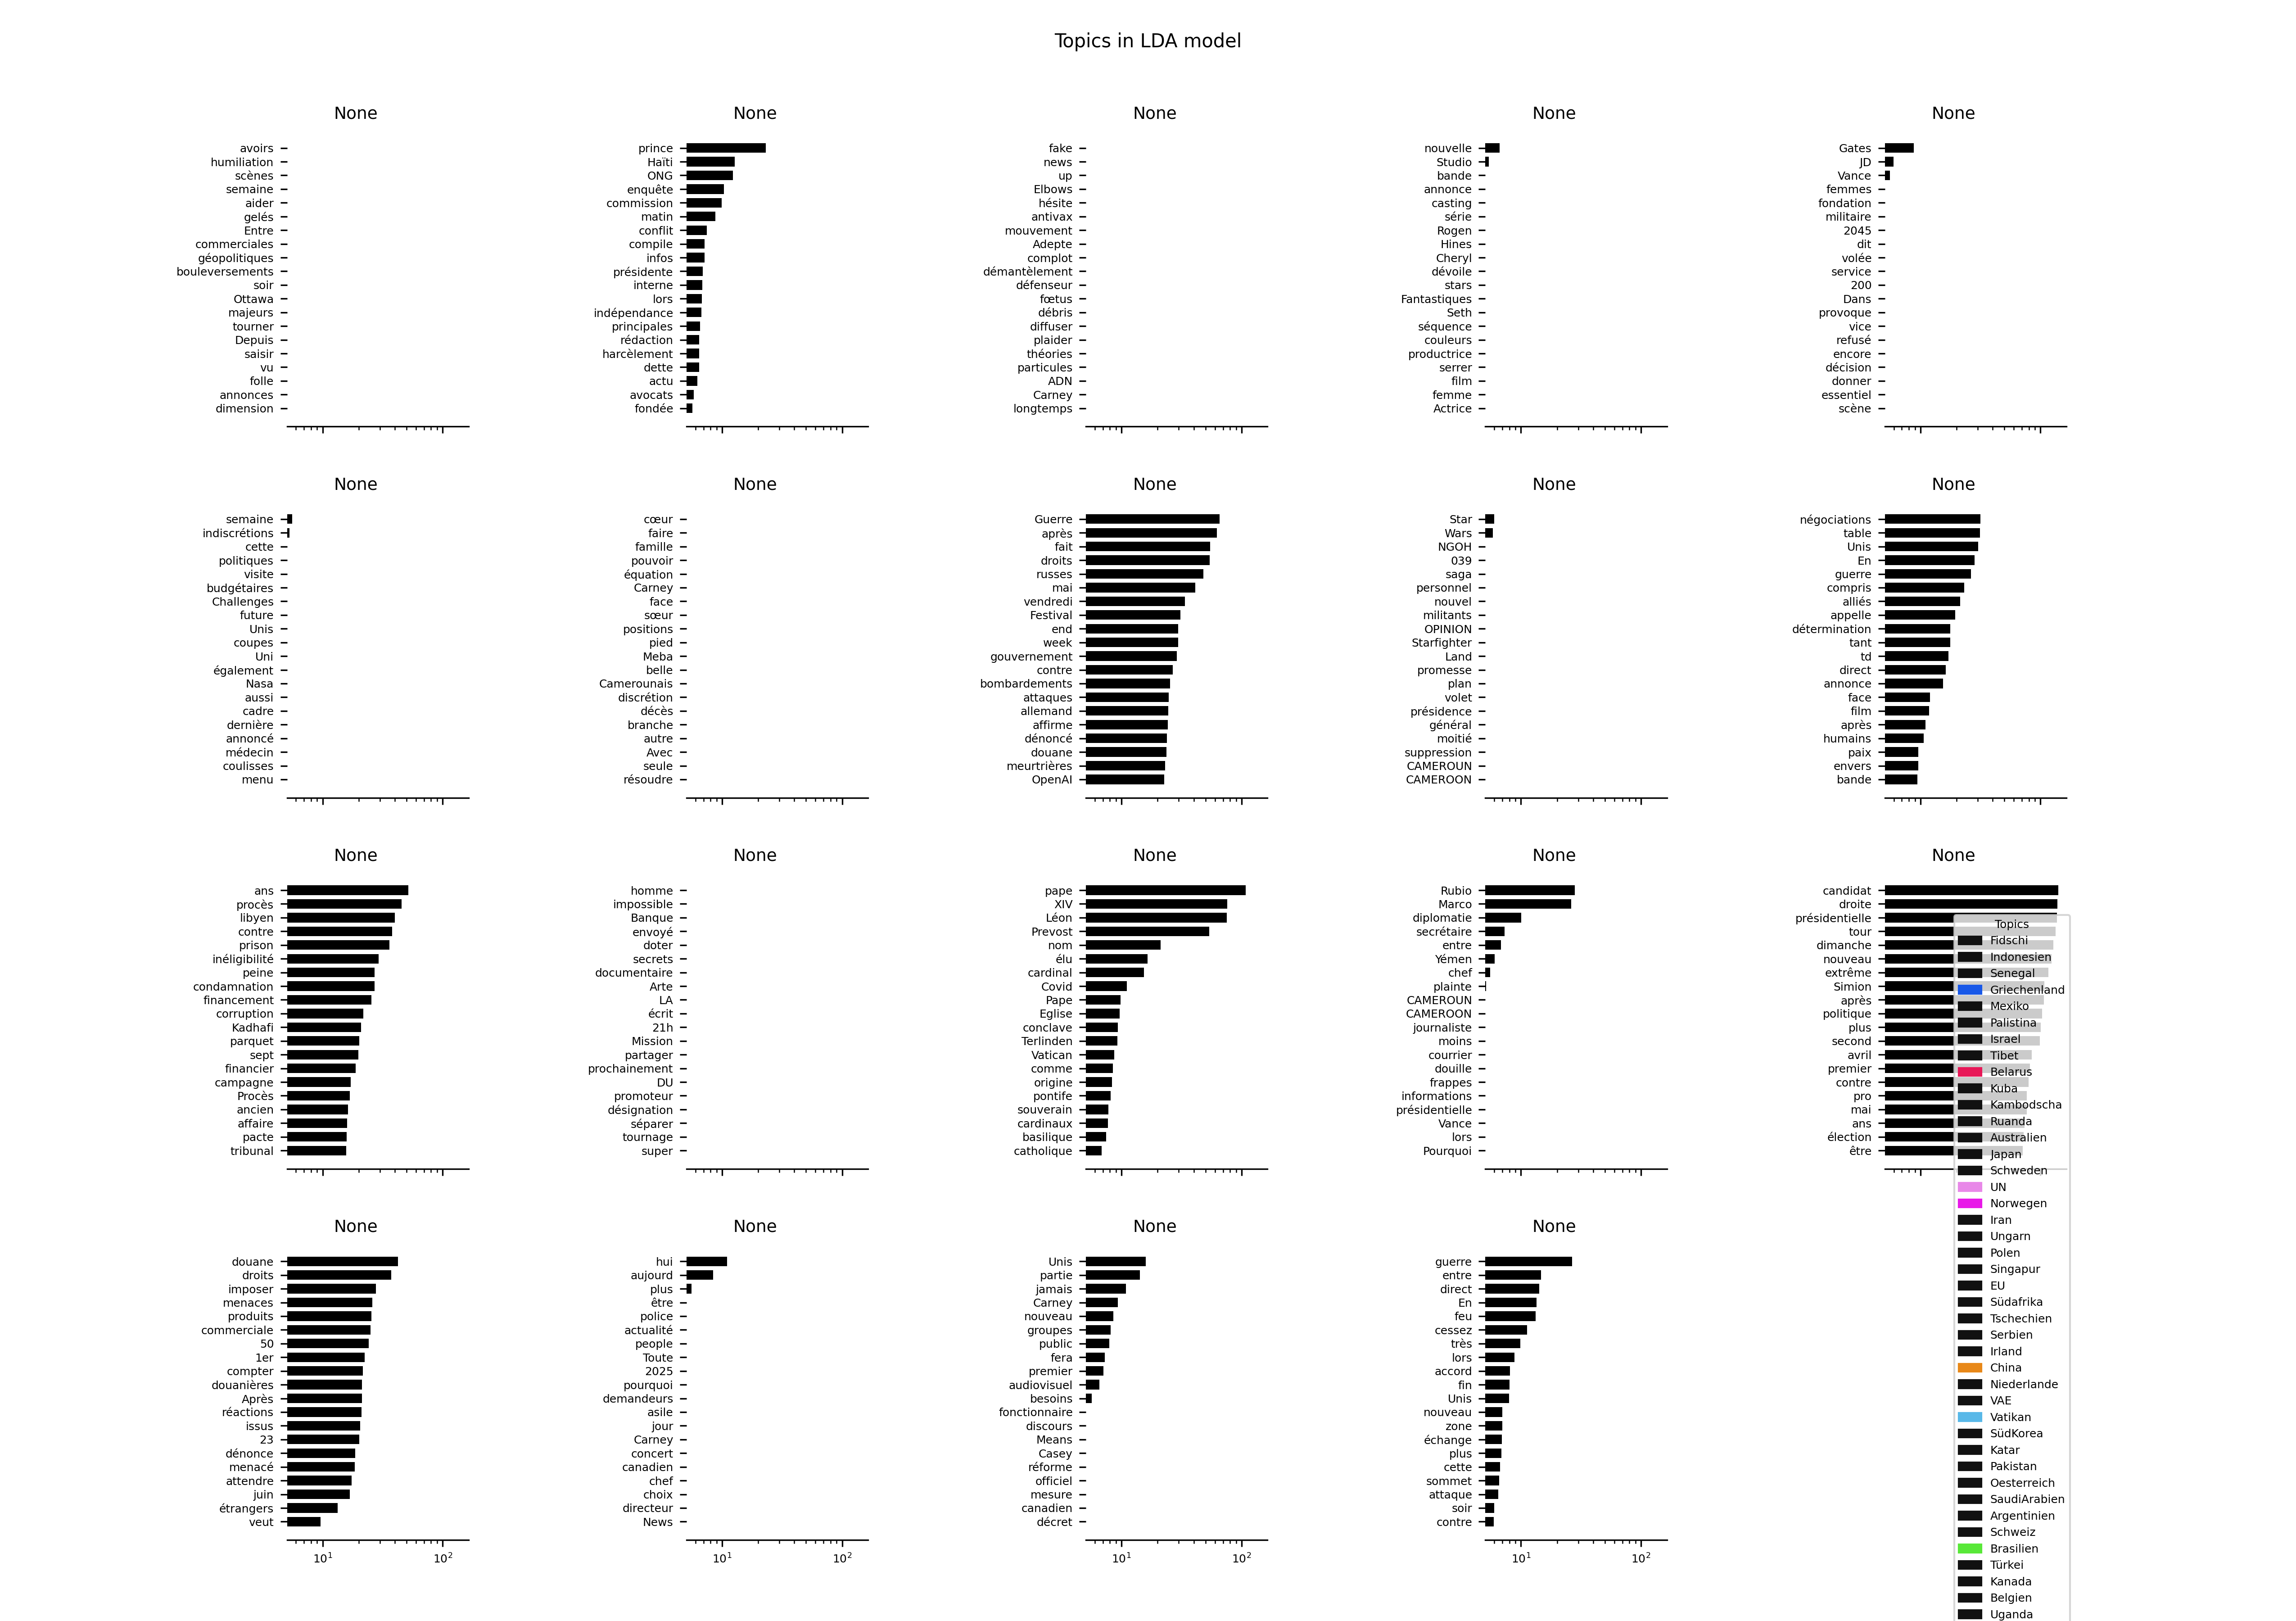 Topics in LDA model
None
avoirs
humiliation
scènes
semaine
aider
gelés
Entre
commerciales
géopolitiques
bouleversements
soir
Ottawa
majeurs
tourner
Depuis
saisir
vu
folle
annonces
dimension
None
prince
Haïti
ONG
enquête
commission
matin
conflit
compile
infos
présidente
interne
lors
indépendance
principales
rédaction
harcèlement
dette
actu
avocats
fondée
None
fake
news
up
Elbows
hésite
antivax
mouvement
Adepte
complot
démantèlement
défenseur
fœtus
débris
diffuser
plaider
théories
particules
ADN
Carney
longtemps
None
nouvelle
Studio
bande
annonce
casting
série
Rogen
Hines
Cheryl
dévoile
stars
Fantastiques
Seth
séquence
couleurs
productrice
serrer
film
femme
Actrice
None
Gates
JD
Vance
femmes
fondation
militaire
2045
dit
volée
service
200
Dans
provoque
vice
refusé
encore
décision
donner
essentiel
scène
None
semaine
indiscrétions
cette
politiques
visite
budgétaires
Challenges
future
Unis
coupes
Uni
également
Nasa
aussi
cadre
dernière
annoncé
médecin
coulisses
menu
None
cœur
faire
famille
pouvoir
équation
Carney
face
sœur
positions
pied
Meba
belle
Camerounais
discrétion
décès
branche
autre
Avec
seule
résoudre
None
Guerre
après
fait
droits
russes
mai
vendredi
Festival
end
week
gouvernement
contre
bombardements
attaques
allemand
affirme
dénoncé
douane
meurtrières
OpenAI
None
Star
Wars
NGOH
039
saga
personnel
nouvel
militants
OPINION
Starfighter
Land
promesse
plan
volet
présidence
général
moitié
suppression
CAMEROUN
CAMEROON
None
négociations
table
Unis
En
guerre
compris
alliés
appelle
détermination
tant
td
direct
annonce
face
film
après
humains
paix
envers
bande
None
ans
procès
libyen
contre
prison
inéligibilité
peine
condamnation
financement
corruption
Kadhafi
parquet
sept
financier
campagne
Procès
ancien
affaire
pacte
tribunal
None
homme
impossible
Banque
envoyé
doter
secrets
documentaire
Arte
LA
écrit
21h
Mission
partager
prochainement
DU
promoteur
désignation
séparer
tournage
super
None
pape
XIV
Léon
Prevost
nom
élu
cardinal
Covid
Pape
Eglise
conclave
Terlinden
Vatican
comme
origine
pontife
souverain
cardinaux
basilique
catholique
None
Rubio
Marco
diplomatie
secrétaire
entre
Yémen
chef
plainte
CAMEROUN
CAMEROON
journaliste
moins
courrier
douille
frappes
informations
présidentielle
Vance
lors
Pourquoi
None
candidat
droite
présidentielle
tour
dimanche
nouveau
extrême
Simion
après
politique
plus
second
avril
premier
contre
pro
mai
ans
élection
être
Topics
Fidschi
Indonesien
Senegal
Griechenland
Mexiko
Palistina
Israel
Tibet
Belarus
Kuba
Kambodscha
Ruanda
Australien
Japan
Schweden
UN
Norwegen
Iran
Ungarn
Polen
Singapur
EU
Südafrika
Tschechien
Serbien
Irland
China
Niederlande
VAE
Vatikan
SüdKorea
Katar
Pakistan
Oesterreich
SaudiArabien
Argentinien
Schweiz
Brasilien
Türkei
Kanada
Belgien
Uganda
None
douane
droits
imposer
menaces
produits
commerciale
50
1er
compter
douanières
Après
réactions
issus
23
dénonce
menacé
attendre
juin
étrangers
veut
10¹ 10²
None
hui
aujourd
plus
être
police
actualité
people
Toute
2025
pourquoi
demandeurs
asile
jour
Carney
concert
canadien
chef
choix
directeur
News
10¹ 10²
None
Unis
partie
jamais
Carney
nouveau
groupes
public
fera
premier
audiovisuel
besoins
fonctionnaire
discours
Means
Casey
réforme
officiel
mesure
canadien
décret
10¹ 10²
None
guerre
entre
direct
En
feu
cessez
très
lors
accord
fin
Unis
nouveau
zone
échange
plus
cette
sommet
attaque
soir
contre
10¹ 10²